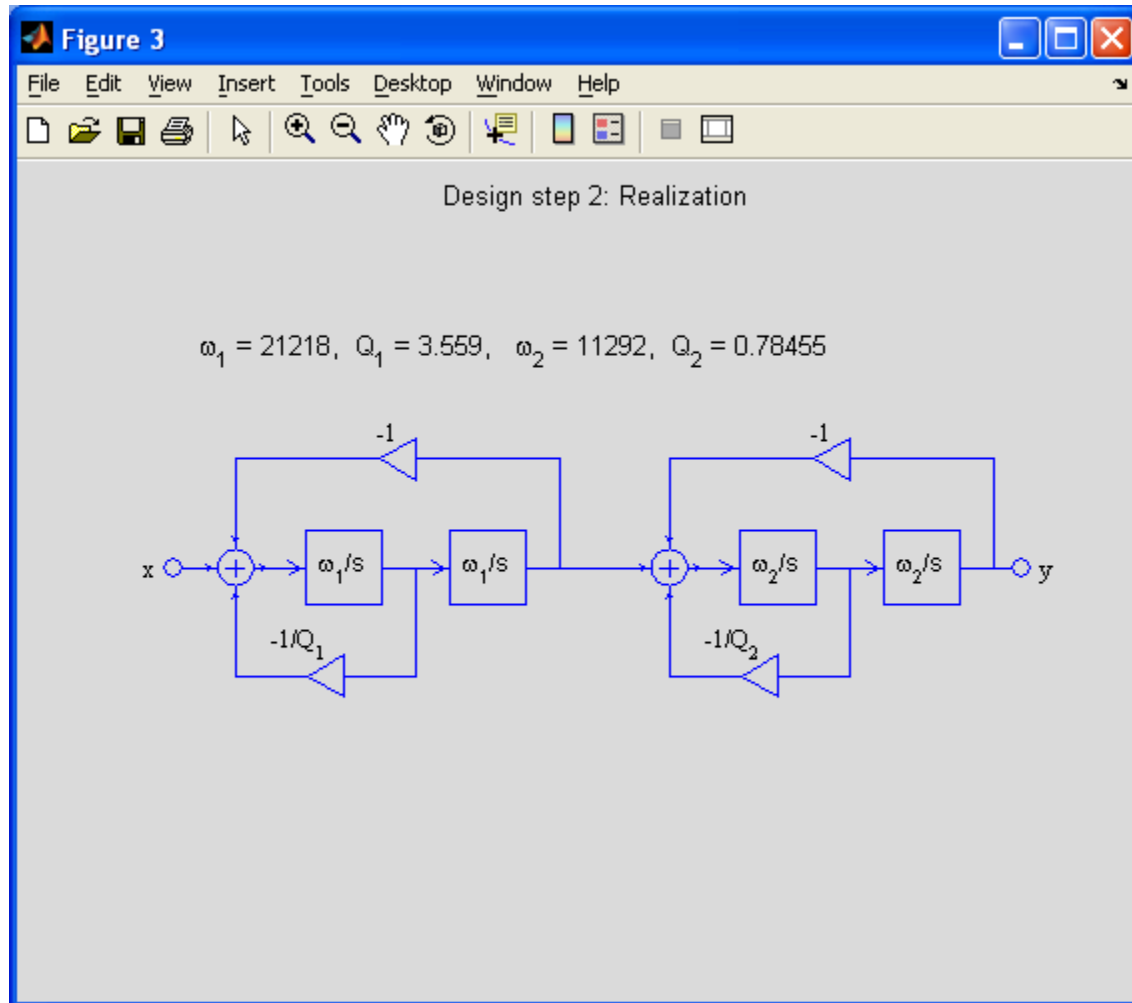 Figure 3
File Edit View Insert Tools Desktop Window Help
Design step 2: Realization
ω₁ = 21218, Q₁ = 3.559, ω₂ = 11292, Q₂ = 0.78455
-1 -1
x ω₁/s ω₁/s ω₂/s ω₂/s y
-1/Q₁ -1/Q₂